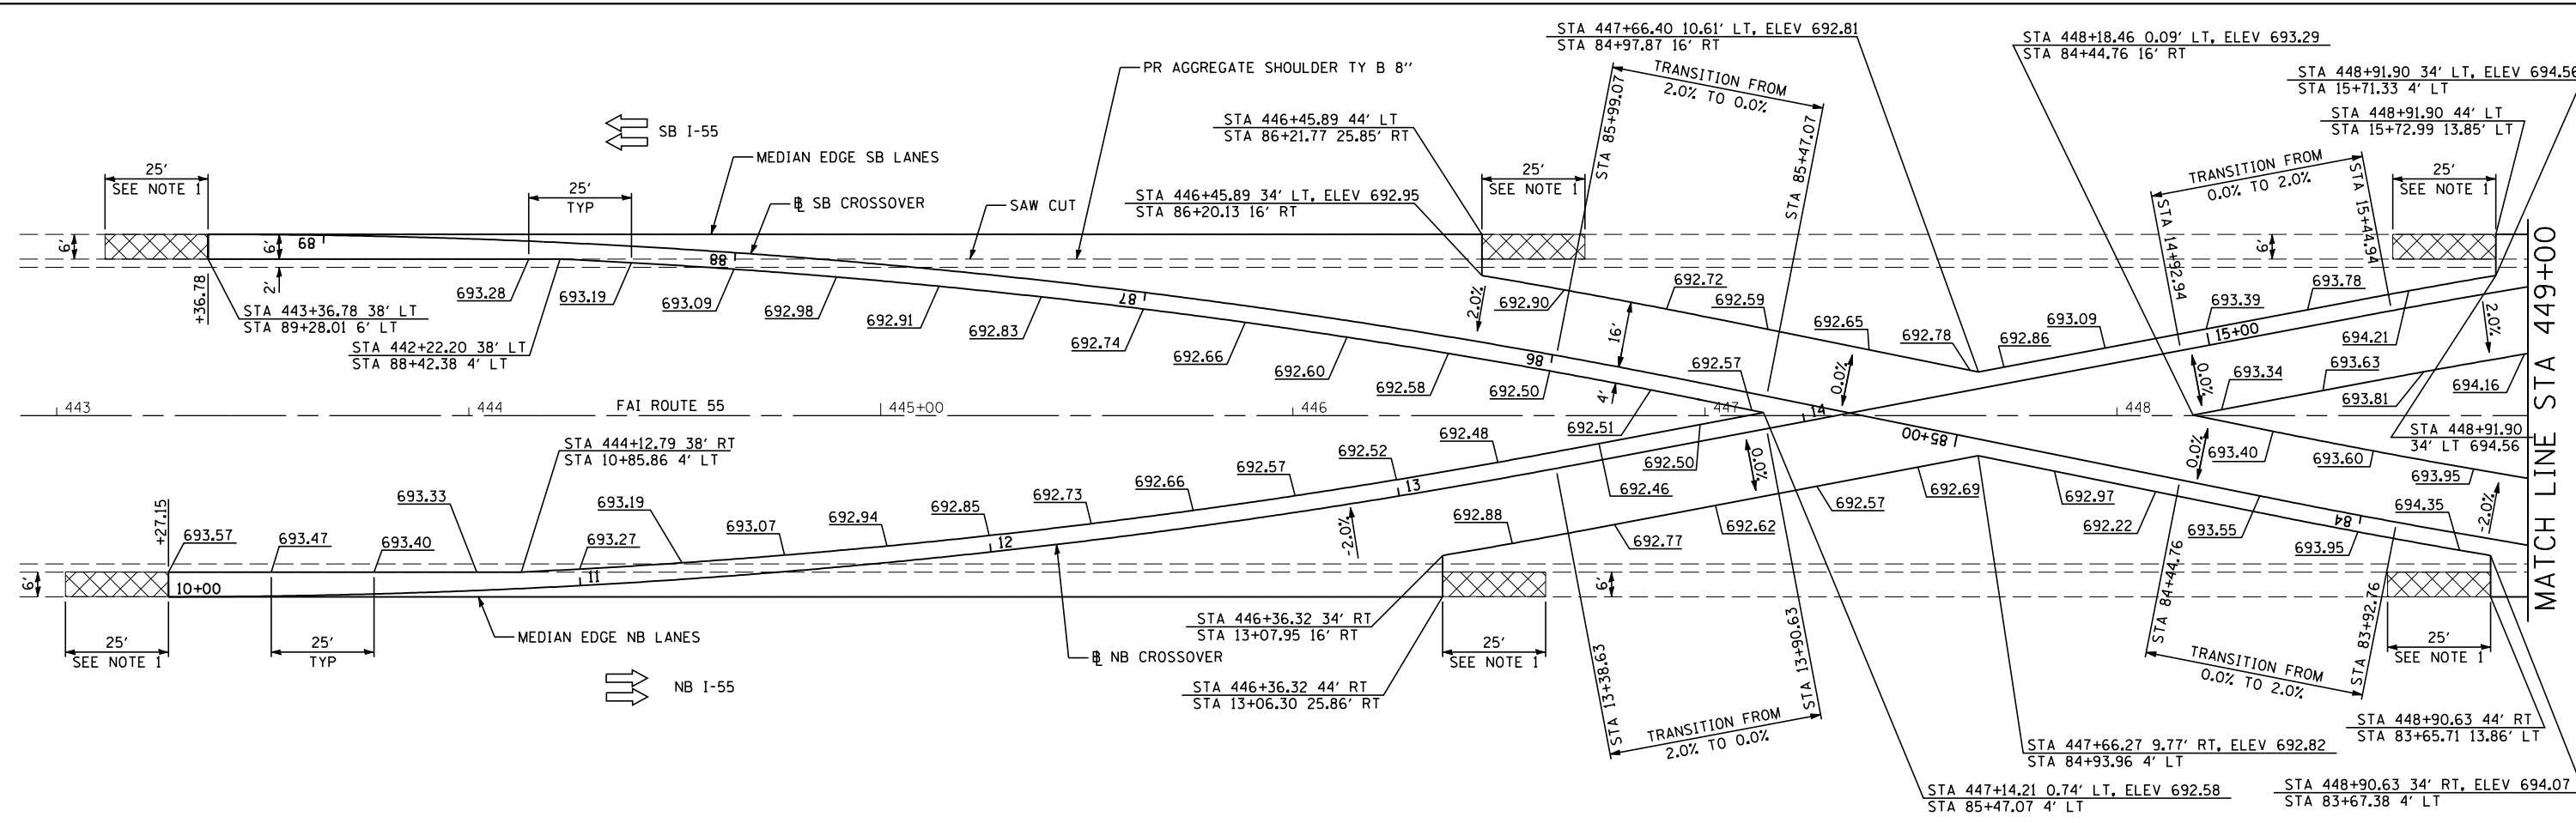 STA 447+66.40 10.61' LT, ELEV 692.81
STA 84+97.87 16' RT
STA 448+18.46 0.09' LT, ELEV 693.29
STA 84+44.76 16' RT
STA 448+91.90 34' LT, ELEV 694.56
STA 15+71.33 4' LT
STA 448+91.90 44' LT
STA 15+72.99 13.85' LT
PR AGGREGATE SHOULDER TY B 8''
TRANSITION FROM
2.0% TO 0.0%
STA 85+99.07
STA 85+47.07
STA 446+45.89 44' LT
STA 86+21.77 25.85' RT
SB I-55
MEDIAN EDGE SB LANES
25'
SEE NOTE 1
25'
TYP
SB CROSSOVER
SAW CUT
STA 446+45.89 34' LT, ELEV 692.95
STA 86+20.13 16' RT
25'
SEE NOTE 1
TRANSITION FROM
0.0% TO 2.0%
STA 14+92.94
STA 15+44.94
25'
SEE NOTE 1
6'
6'
2'
89
88
87
86
85+00
84
+36.78
STA 443+36.78 38' LT
STA 89+28.01 6' LT
STA 442+22.20 38' LT
STA 88+42.38 4' LT
693.28
693.19
693.09
692.98
692.91
692.83
692.74
692.66
692.60
692.58
692.50
692.51
692.57
2.0%
692.90
16'
4'
692.72
692.59
692.65
692.78
0.0%
692.86
693.09
693.39
693.78
15+00
694.21
6'
2.0%
0.0%
693.34
693.63
693.81
694.16
STA 448+91.90
34' LT 694.56
MATCH LINE STA 449+00
443
444
FAI ROUTE 55
445+00
446
447
14
448
STA 444+12.79 38' RT
STA 10+85.86 4' LT
+27.15
693.57
693.47
693.40
693.33
693.19
693.27
693.07
692.94
692.85
692.73
692.66
692.57
692.52
692.48
692.46
692.50
0.0%
-2.0%
692.88
692.77
692.62
692.57
692.69
692.97
692.22
693.55
693.95
694.35
0.0%
693.40
693.60
693.95
-2.0%
6'
10+00
11
12
13
25'
SEE NOTE 1
25'
TYP
MEDIAN EDGE NB LANES
NB I-55
NB CROSSOVER
STA 446+36.32 34' RT
STA 13+07.95 16' RT
STA 446+36.32 44' RT
STA 13+06.30 25.86' RT
6'
25'
SEE NOTE 1
STA 13+38.63
STA 13+90.63
TRANSITION FROM
2.0% TO 0.0%
STA 84+44.76
STA 83+92.76
TRANSITION FROM
0.0% TO 2.0%
25'
SEE NOTE 1
STA 448+90.63 44' RT
STA 83+65.71 13.86' LT
STA 447+66.27 9.77' RT, ELEV 692.82
STA 84+93.96 4' LT
STA 447+14.21 0.74' LT, ELEV 692.58
STA 85+47.07 4' LT
STA 448+90.63 34' RT, ELEV 694.07
STA 83+67.38 4' LT